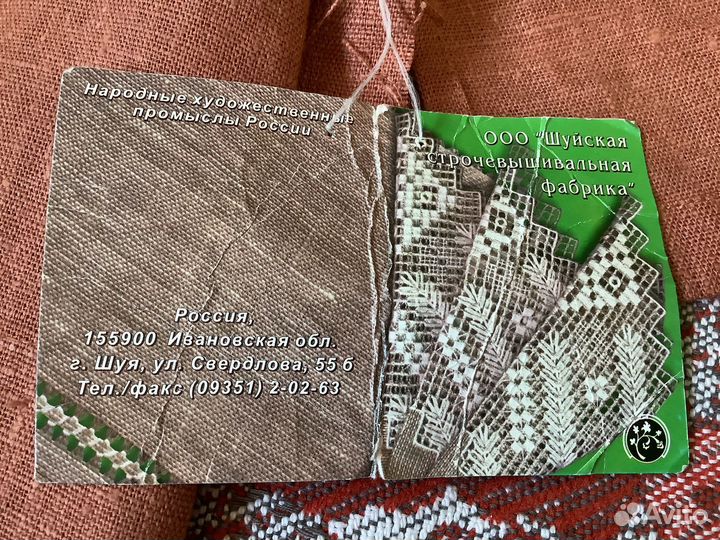 Народные художественные
промыслы России
Россия,
155900 Ивановская обл.
г. Шуя, ул. Свердлова, 55 б
Тел./факс (09351) 2-02-63
ООО "Шуйская
строчевышивальная
фабрика"
Avito